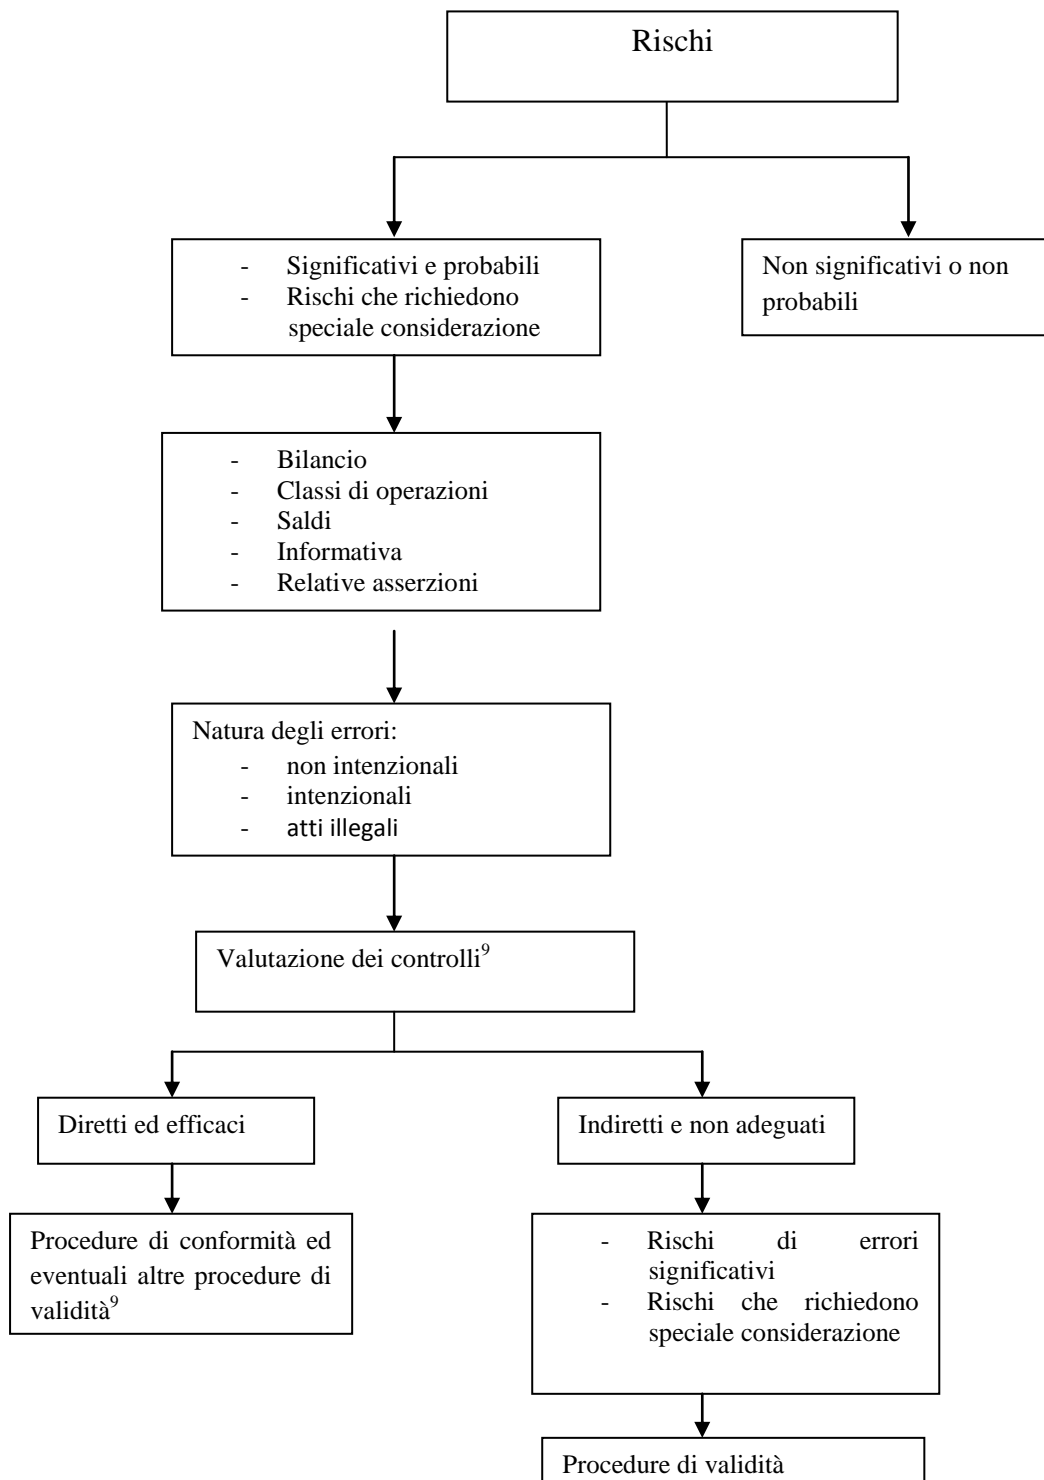 Rischi
- Significativi e probabili
- Rischi che richiedono
speciale considerazione
Non significativi o non
probabili
- Bilancio
- Classi di operazioni
- Saldi
- Informativa
- Relative asserzioni
Natura degli errori:
- non intenzionali
- intenzionali
- atti illegali
Valutazione dei controlli⁹
Diretti ed efficaci
Indiretti e non adeguati
Procedure di conformità ed
eventuali altre procedure di
validità⁹
- Rischi di errori
significativi
- Rischi che richiedono
speciale considerazione
Procedure di validità